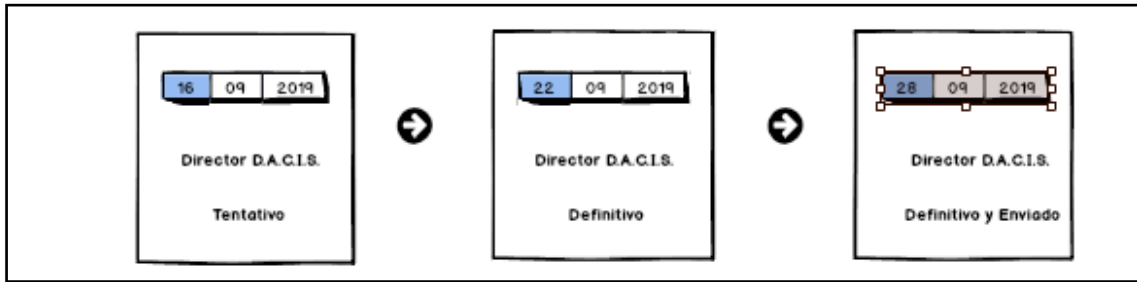 16 09 2019
Director D.A.C.I.S.
Tentativo
22 09 2019
Director D.A.C.I.S.
Definitivo
28 09 2019
Director D.A.C.I.S.
Definitivo y Enviado